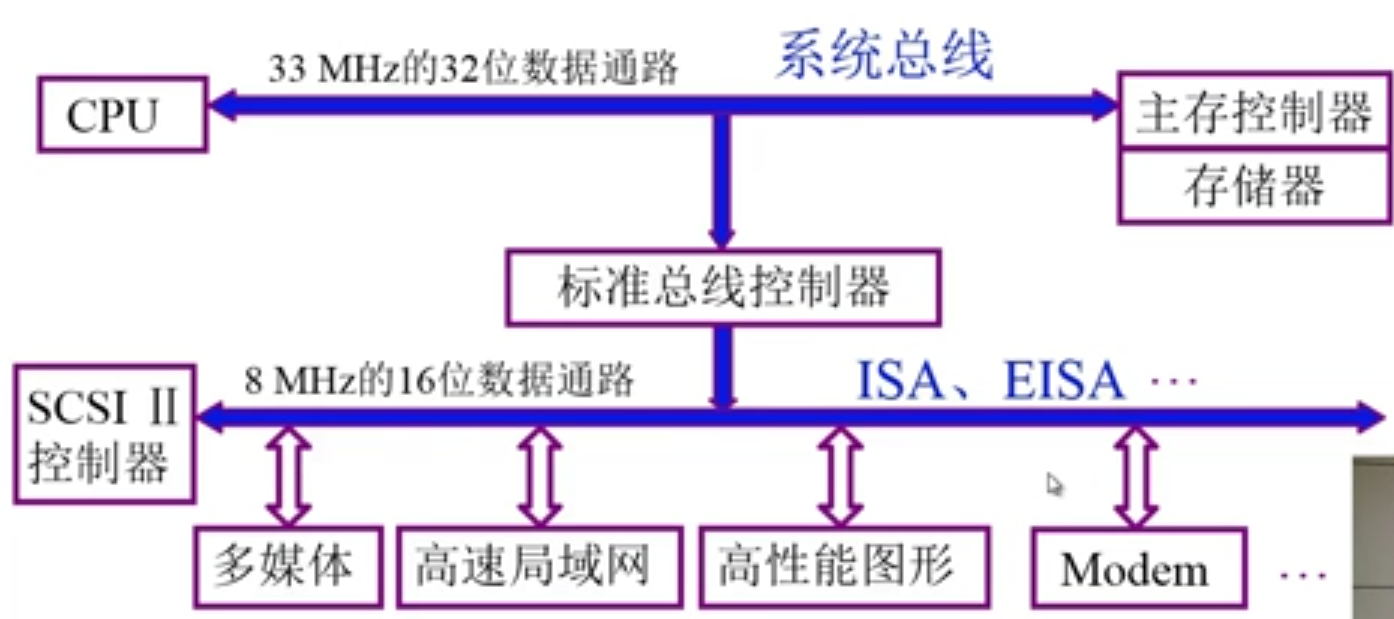 33 MHz的32位数据通路
系统总线
CPU
主存控制器
存储器
标准总线控制器
8 MHz的16位数据通路
ISA、EISA …
SCSI Ⅱ
控制器
多媒体
高速局域网
高性能图形
Modem
…